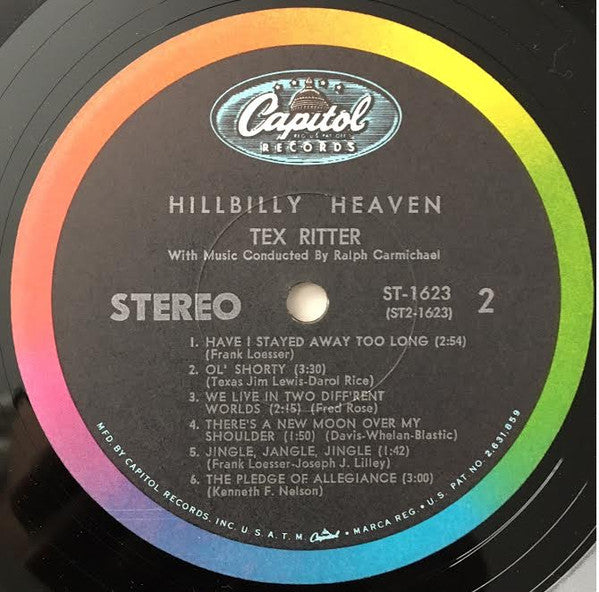 Capitol
REG. U.S. PAT. OFF.
RECORDS
HILLBILLY HEAVEN
TEX RITTER
With Music Conducted By Ralph Carmichael
STEREO
ST-1623
(ST2-1623)
2
1. HAVE I STAYED AWAY TOO LONG (2:54)
(Frank Loesser)
2. OL' SHORTY (3:30)
(Texas Jim Lewis-Darol Rice)
3. WE LIVE IN TWO DIFF'RENT
WORLDS (2:15) (Fred Rose)
4. THERE'S A NEW MOON OVER MY
SHOULDER (1:50) (Davis-Whelan-Blastic)
5. JINGLE, JANGLE, JINGLE (1:42)
(Frank Loesser-Joseph J. Lilley)
6. THE PLEDGE OF ALLEGIANCE (3:00)
(Kenneth F. Nelson)
MFD. BY CAPITOL RECORDS, INC. U.S.A. T.M. Capitol • MARCA REG. • U.S. PAT. NO. 2,631,859